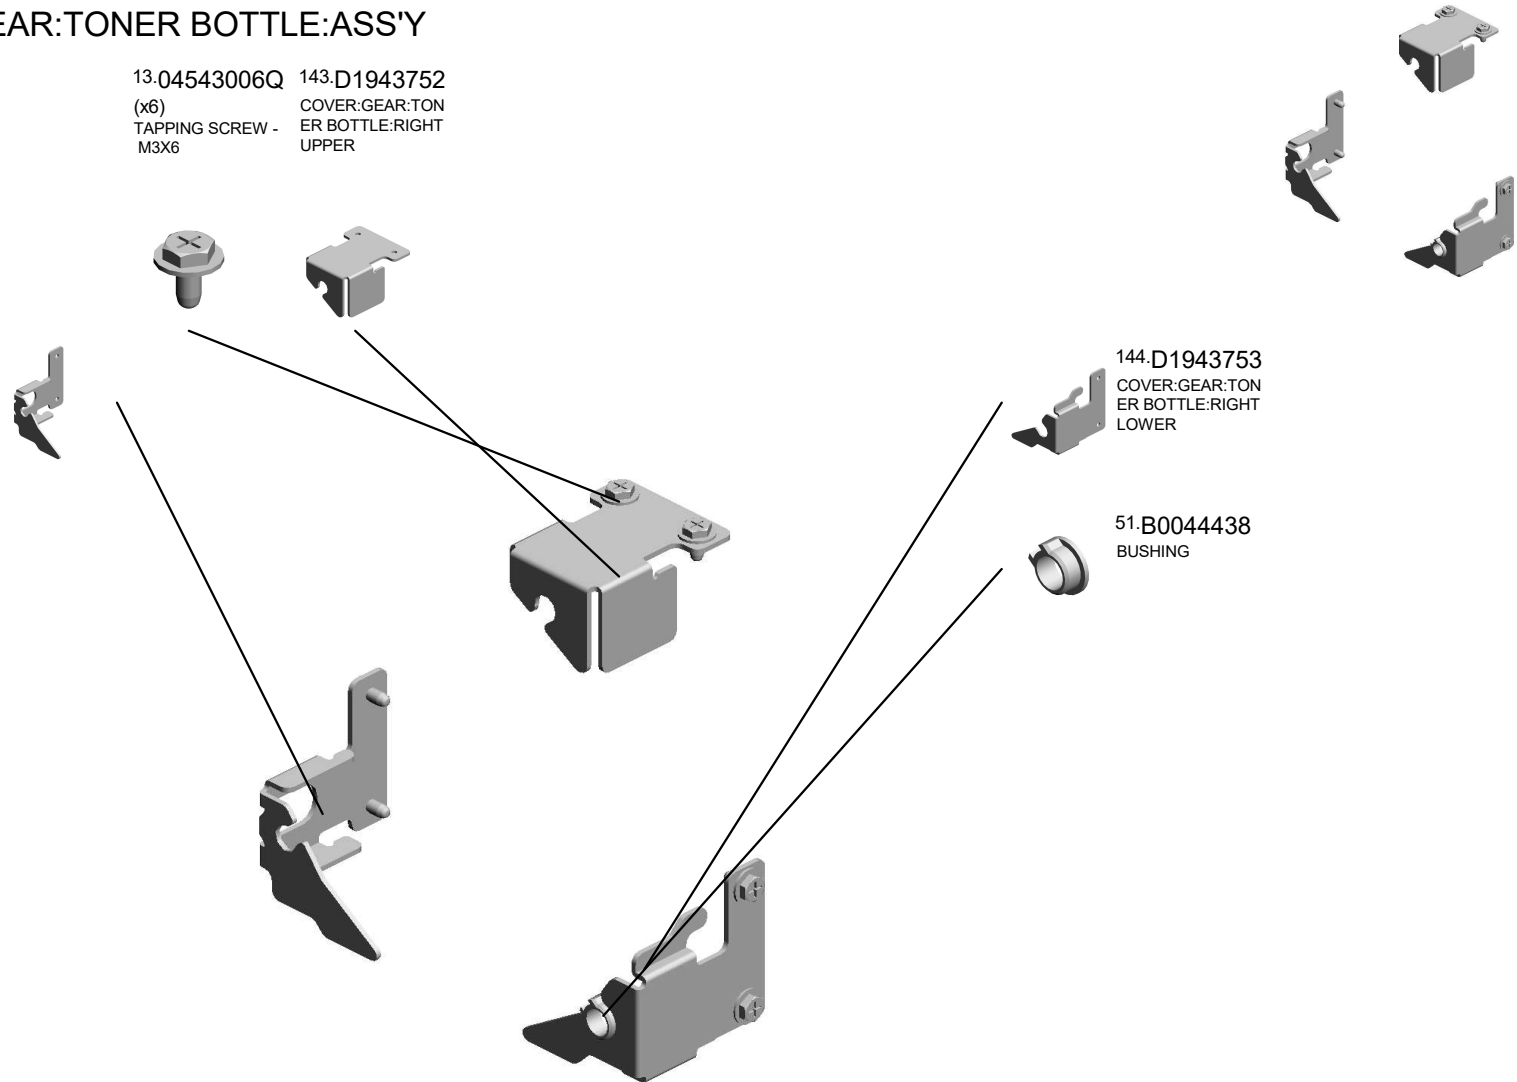 EAR:TONER BOTTLE:ASS'Y
13.04543006Q
(x6)
TAPPING SCREW -
M3X6
143.D1943752
COVER:GEAR:TON
ER BOTTLE:RIGHT
UPPER
144.D1943753
COVER:GEAR:TON
ER BOTTLE:RIGHT
LOWER
51.B0044438
BUSHING